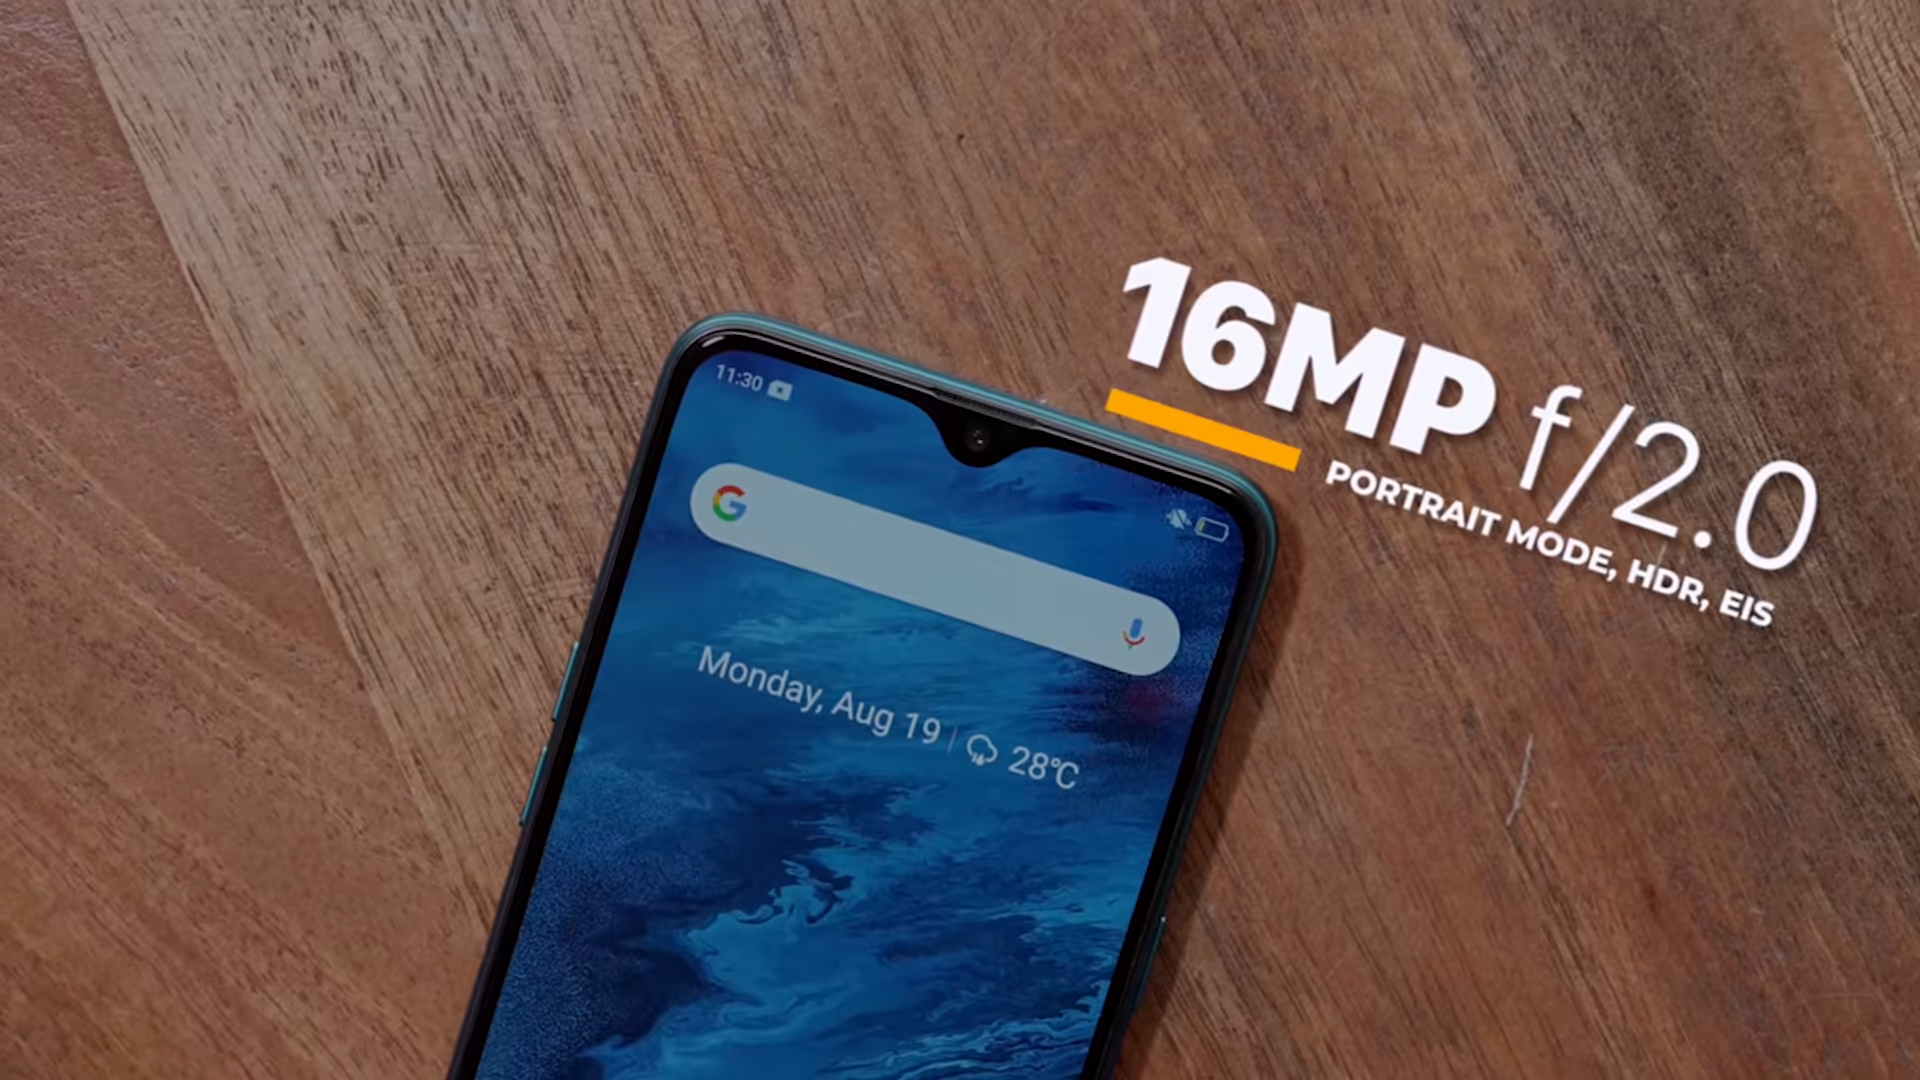 16MP f/2.0
PORTRAIT MODE, HDR, EIS
11:30
G
Monday, Aug 19 | 28°C